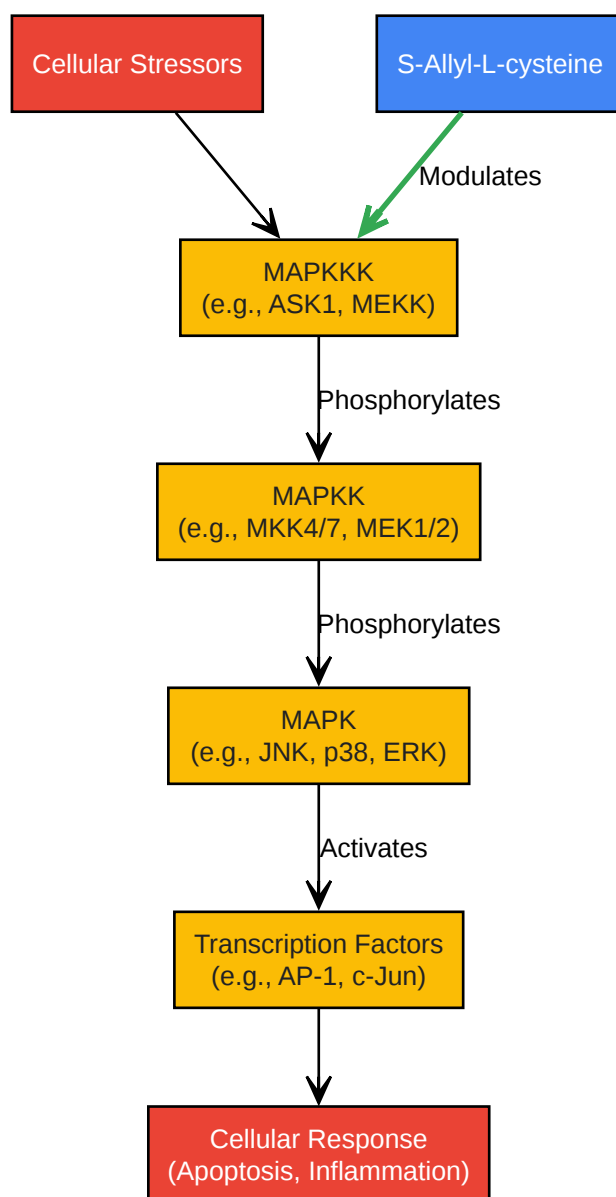 Cellular Stressors
S-Allyl-L-cysteine
Modulates
MAPKKK
(e.g., ASK1, MEKK)
Phosphorylates
MAPKK
(e.g., MKK4/7, MEK1/2)
Phosphorylates
MAPK
(e.g., JNK, p38, ERK)
Activates
Transcription Factors
(e.g., AP-1, c-Jun)
Cellular Response
(Apoptosis, Inflammation)